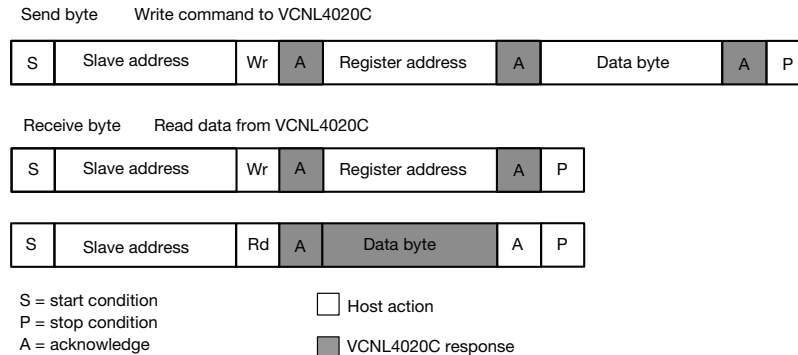 Send byte Write command to VCNL4020C
S Slave address Wr A Register address A Data byte A P
Receive byte Read data from VCNL4020C
S Slave address Wr A Register address A P
S Slave address Rd A Data byte A P
S = start condition
P = stop condition
A = acknowledge
Host action
VCNL4020C response